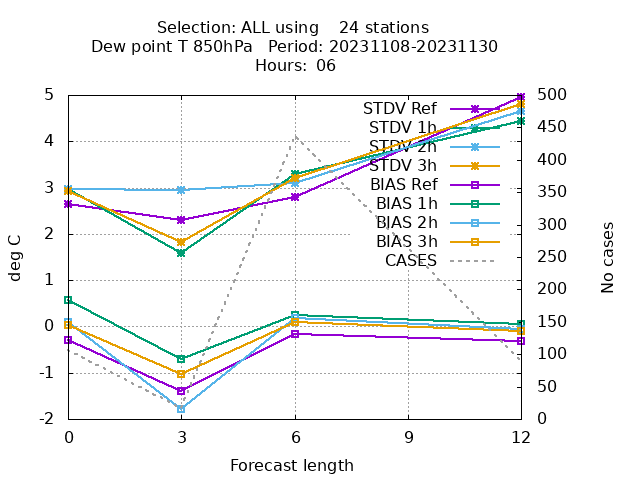 Selection: ALL using    24 stations
Dew point T 850hPa   Period: 20231108-20231130
Hours: 06
5
4
3
2
1
0
-1
-2
deg C
500
450
400
350
300
250
200
150
100
50
0
No cases
STDV Ref
STDV 1h
STDV 2h
STDV 3h
BIAS Ref
BIAS 1h
BIAS 2h
BIAS 3h
CASES
0
3
6
9
12
Forecast length